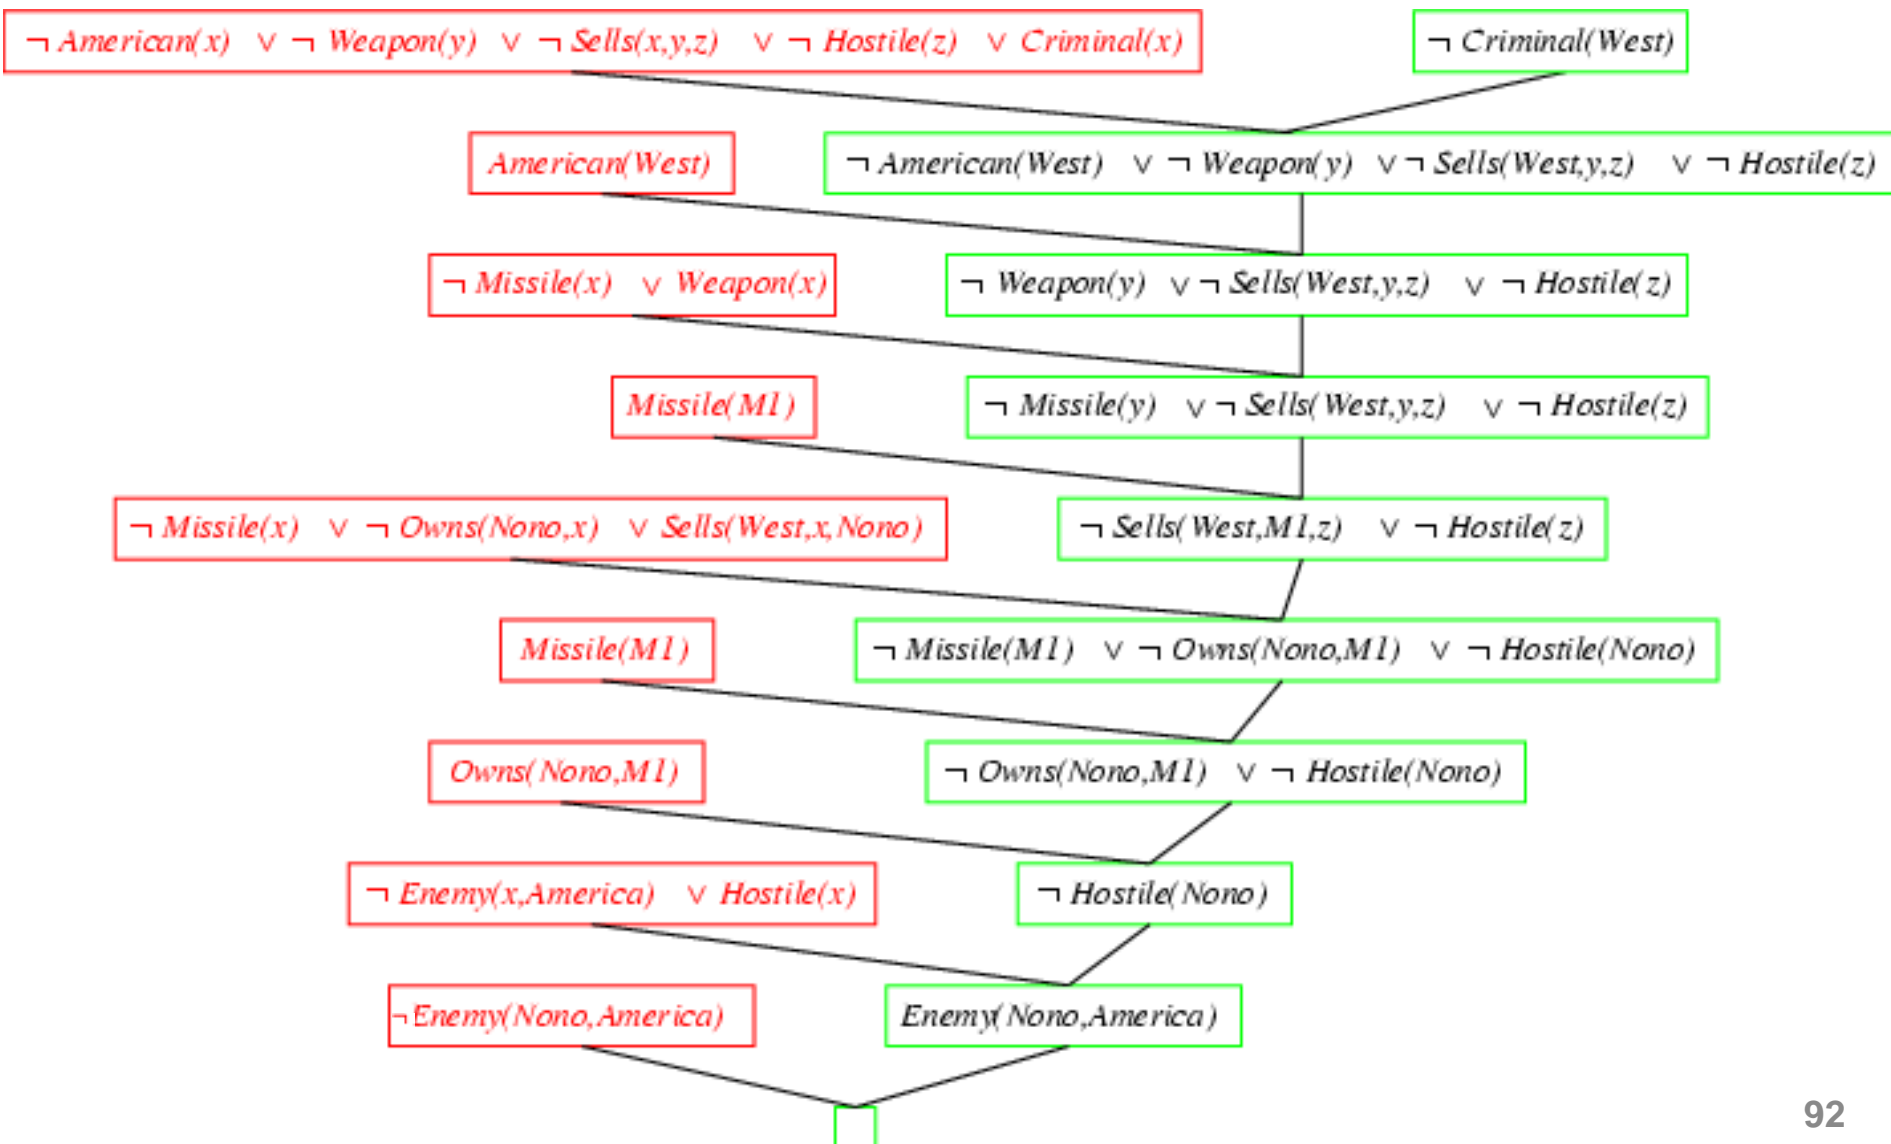 ¬ American(x) ∨ ¬ Weapon(y) ∨ ¬ Sells(x,y,z) ∨ ¬ Hostile(z) ∨ Criminal(x) ¬ Criminal(West)
American(West) ¬ American(West) ∨ ¬ Weapon(y) ∨ ¬ Sells(West,y,z) ∨ ¬ Hostile(z)
¬ Missile(x) ∨ Weapon(x) ¬ Weapon(y) ∨ ¬ Sells(West,y,z) ∨ ¬ Hostile(z)
Missile(M1) ¬ Missile(y) ∨ ¬ Sells(West,y,z) ∨ ¬ Hostile(z)
¬ Missile(x) ∨ ¬ Owns(Nono,x) ∨ Sells(West,x,Nono) ¬ Sells(West,M1,z) ∨ ¬ Hostile(z)
Missile(M1) ¬ Missile(M1) ∨ ¬ Owns(Nono,M1) ∨ ¬ Hostile(Nono)
Owns(Nono,M1) ¬ Owns(Nono,M1) ∨ ¬ Hostile(Nono)
¬ Enemy(x,America) ∨ Hostile(x) ¬ Hostile(Nono)
¬Enemy(Nono,America) Enemy(Nono,America)
92